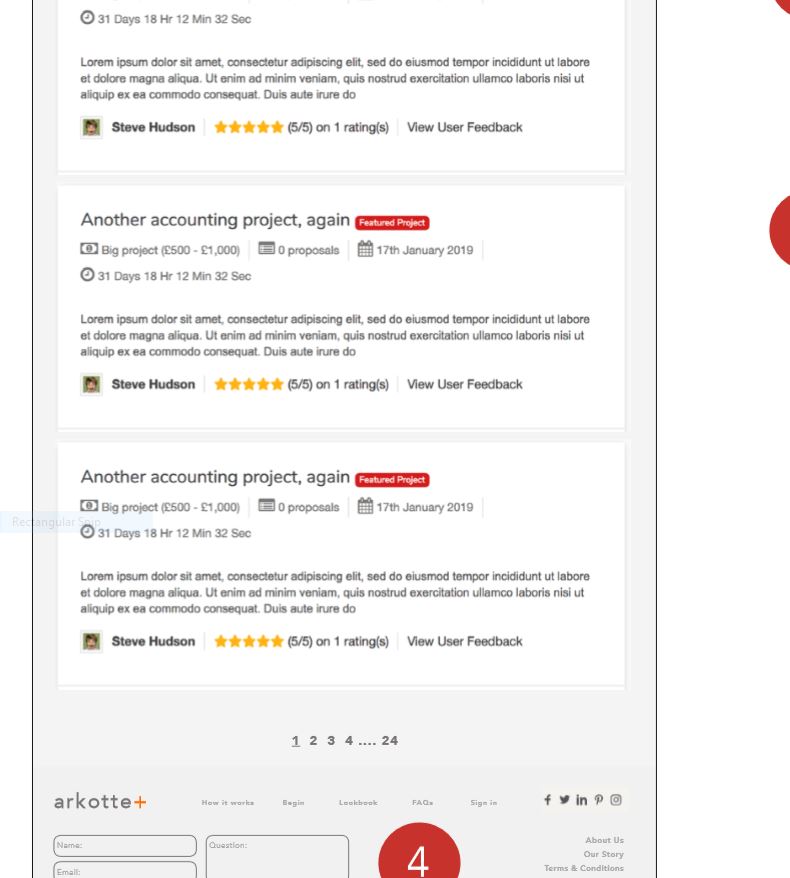 31 Days 18 Hr 12 Min 32 Sec
Lorem ipsum dolor sit amet, consectetur adipiscing elit, sed do eiusmod tempor incididunt ut labore
et dolore magna aliqua. Ut enim ad minim veniam, quis nostrud exercitation ullamco laboris nisi ut
aliquip ex ea commodo consequat. Duis aute irure do
Steve Hudson (5/5) on 1 rating(s) View User Feedback
Another accounting project, again Featured Project
Big project (£500 - £1,000) 0 proposals 17th January 2019
31 Days 18 Hr 12 Min 32 Sec
Lorem ipsum dolor sit amet, consectetur adipiscing elit, sed do eiusmod tempor incididunt ut labore
et dolore magna aliqua. Ut enim ad minim veniam, quis nostrud exercitation ullamco laboris nisi ut
aliquip ex ea commodo consequat. Duis aute irure do
Steve Hudson (5/5) on 1 rating(s) View User Feedback
Another accounting project, again Featured Project
Big project (£500 - £1,000) 0 proposals 17th January 2019
Rectangular Snip
31 Days 18 Hr 12 Min 32 Sec
Lorem ipsum dolor sit amet, consectetur adipiscing elit, sed do eiusmod tempor incididunt ut labore
et dolore magna aliqua. Ut enim ad minim veniam, quis nostrud exercitation ullamco laboris nisi ut
aliquip ex ea commodo consequat. Duis aute irure do
Steve Hudson (5/5) on 1 rating(s) View User Feedback
1 2 3 4 .... 24
arkotte+ How it works Begin Lookbook FAQs Sign in
Name: Question: About Us
4
Our Story
Email: Terms & Conditions